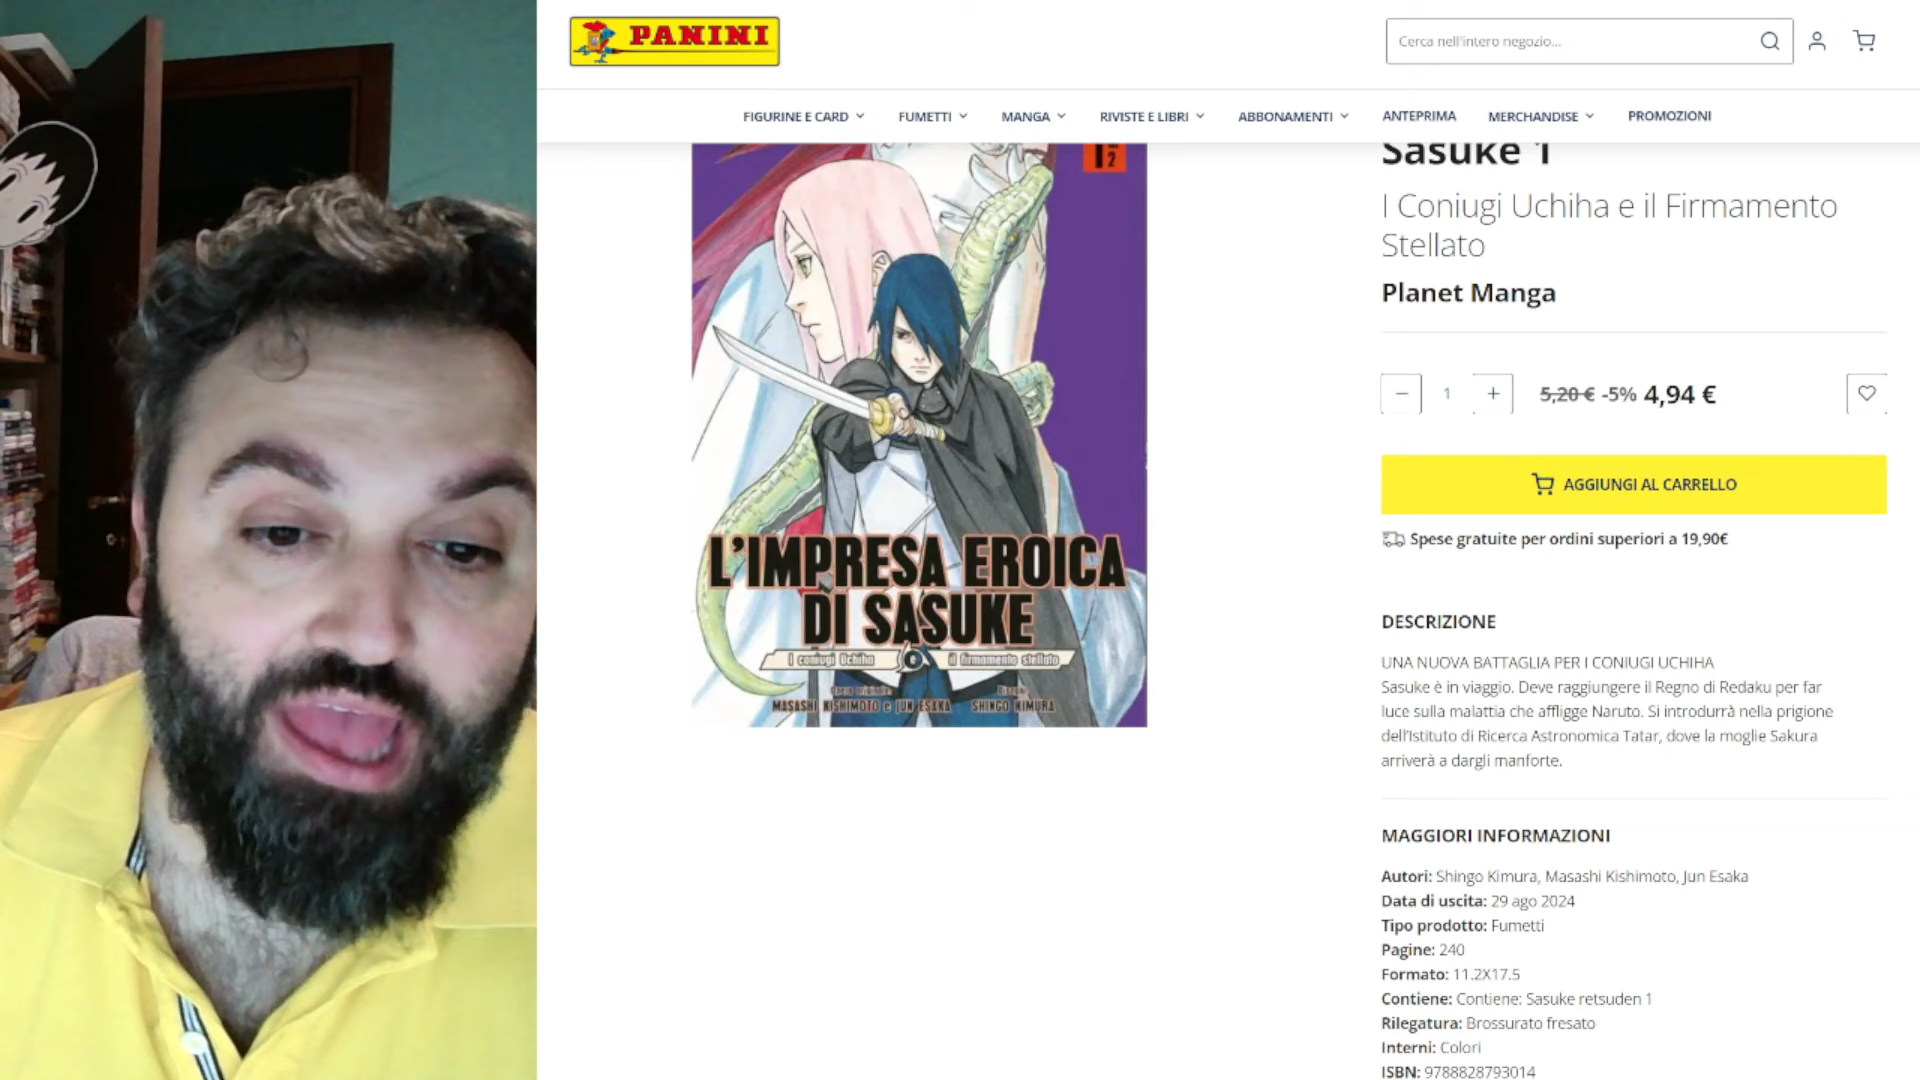 PANINI
Cerca nell'intero negozio...
FIGURINE E CARD
FUMETTI
MANGA
RIVISTE E LIBRI
ABBONAMENTI
ANTEPRIMA
MERCHANDISE
PROMOZIONI
1
2
L'IMPRESA EROICA
DI SASUKE
I coniugi Uchiha e il firmamento stellato
Opera originale: Disegni:
MASASHI KISHIMOTO e JUN ESAKA SHINGO KIMURA
Sasuke 1
I Coniugi Uchiha e il Firmamento
Stellato
Planet Manga
− 1 + 5,20 € -5% 4,94 €
AGGIUNGI AL CARRELLO
Spese gratuite per ordini superiori a 19,90€
DESCRIZIONE
UNA NUOVA BATTAGLIA PER I CONIUGI UCHIHA
Sasuke è in viaggio. Deve raggiungere il Regno di Redaku per far
luce sulla malattia che affligge Naruto. Si introdurrà nella prigione
dell'Istituto di Ricerca Astronomica Tatar, dove la moglie Sakura
arriverà a dargli manforte.
MAGGIORI INFORMAZIONI
Autori: Shingo Kimura, Masashi Kishimoto, Jun Esaka
Data di uscita: 29 ago 2024
Tipo prodotto: Fumetti
Pagine: 240
Formato: 11.2X17.5
Contiene: Contiene: Sasuke retsuden 1
Rilegatura: Brossurato fresato
Interni: Colori
ISBN: 9788828793014